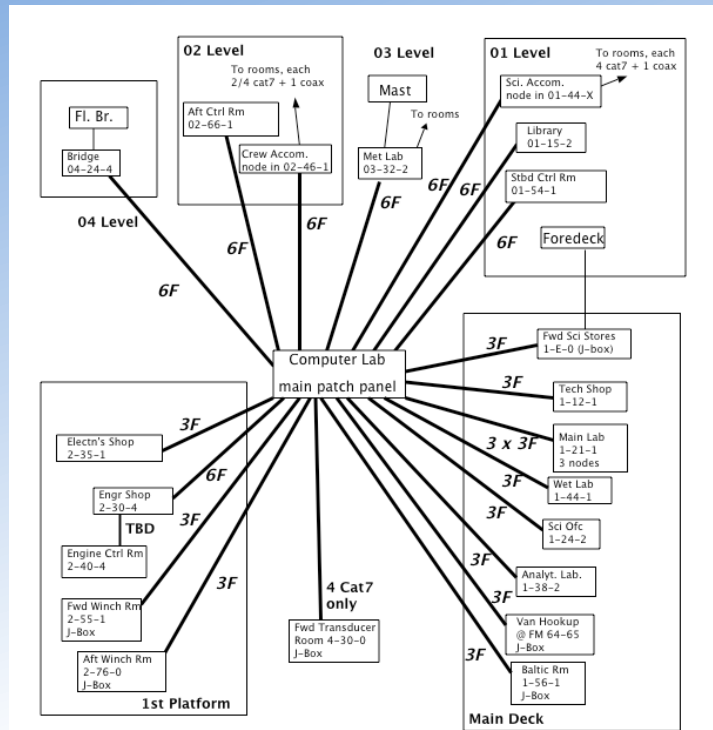 02 Level
To rooms, each
2/4 cat7 + 1 coax
Aft Ctrl Rm
02-66-1
Crew Accom.
node in 02-46-1
03 Level
Mast
To rooms
Met Lab
03-32-2
01 Level
To rooms, each
4 cat7 + 1 coax
Sci. Accom.
node in 01-44-X
Library
01-15-2
Stbd Ctrl Rm
01-54-1
Foredeck
Fl. Br.
Bridge
04-24-4
04 Level
6F
6F
6F
6F
6F
6F
6F
Computer Lab
main patch panel
3F
Fwd Sci Stores
1-E-0 (J-box)
3F
Tech Shop
1-12-1
3 x 3F
Main Lab
1-21-1
3 nodes
3F
Wet Lab
1-44-1
3F
Sci Ofc
1-24-2
3F
Analyt. Lab.
1-38-2
3F
Van Hookup
@ FM 64-65
J-Box
3F
Baltic Rm
1-56-1
J-Box
Main Deck
3F
Electn's Shop
2-35-1
6F
Engr Shop
2-30-4
TBD
Engine Ctrl Rm
2-40-4
3F
Fwd Winch Rm
2-55-1
J-Box
3F
Aft Winch Rm
2-76-0
J-Box
1st Platform
4 Cat7
only
Fwd Transducer
Room 4-30-0
J-Box